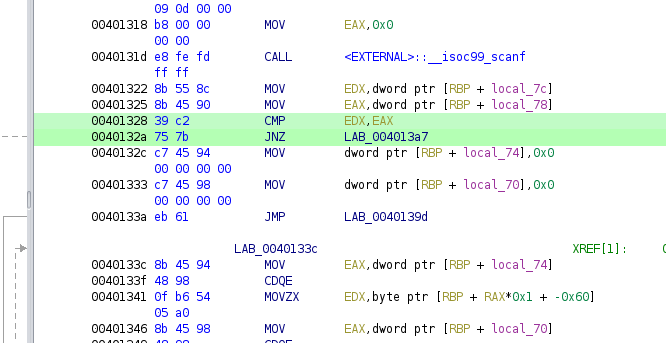 09 0d 00 00
00401318 b8 00 00 MOV EAX,0x0
00 00
0040131d e8 fe fd CALL <EXTERNAL>::__isoc99_scanf
ff ff
00401322 8b 55 8c MOV EDX,dword ptr [RBP + local_7c]
00401325 8b 45 90 MOV EAX,dword ptr [RBP + local_78]
00401328 39 c2 CMP EDX,EAX
0040132a 75 7b JNZ LAB_004013a7
0040132c c7 45 94 MOV dword ptr [RBP + local_74],0x0
00 00 00 00
00401333 c7 45 98 MOV dword ptr [RBP + local_70],0x0
00 00 00 00
0040133a eb 61 JMP LAB_0040139d
LAB_0040133c XREF[1]:
0040133c 8b 45 94 MOV EAX,dword ptr [RBP + local_74]
0040133f 48 98 CDQE
00401341 0f b6 54 MOVZX EDX,byte ptr [RBP + RAX*0x1 + -0x60]
05 a0
00401346 8b 45 98 MOV EAX,dword ptr [RBP + local_70]